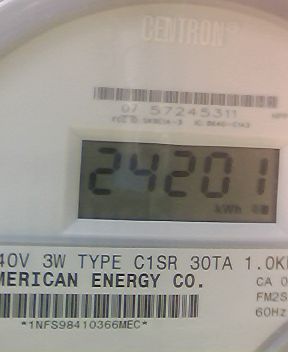 CENTRON®
07 57245311
24201
kWh
40V 3W TYPE C1SR 30TA 1.0K
MERICAN ENERGY CO.
CA 0
FM2S
60Hz
*1NFS98410366MEC*